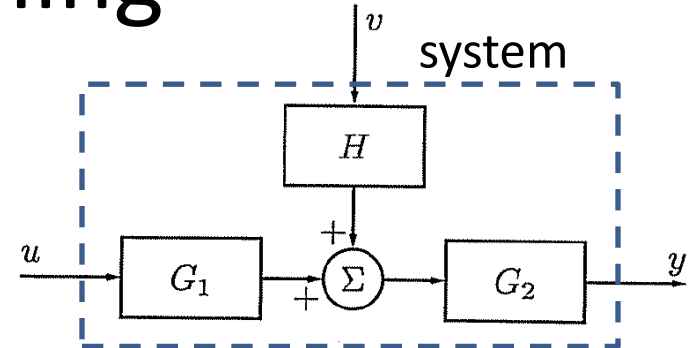 v
system
H
+
u
G₁
+
Σ
G₂
y